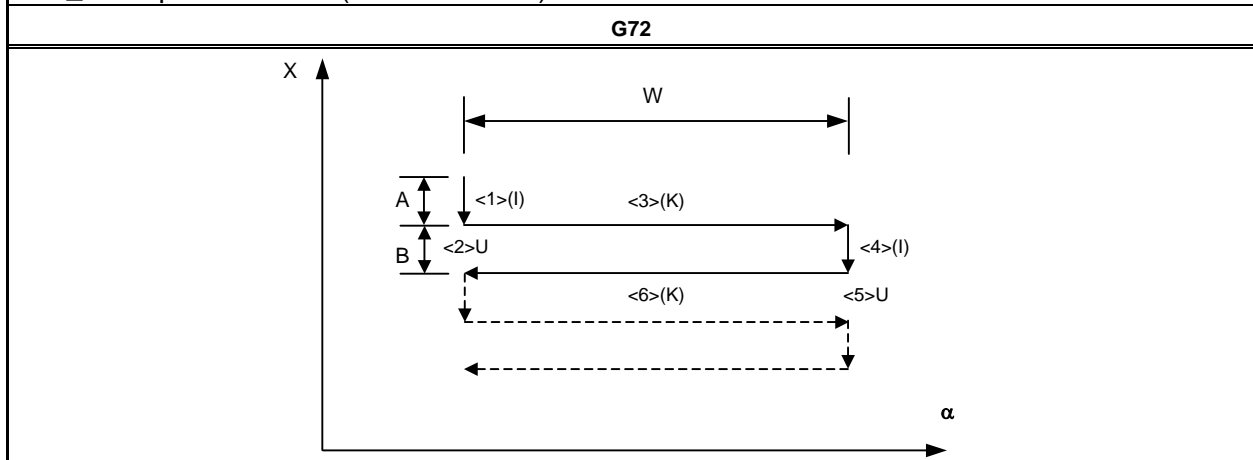 G72
X
W
A
<1>(I)
<3>(K)
B
<2>U
<4>(I)
<6>(K)
<5>U
α